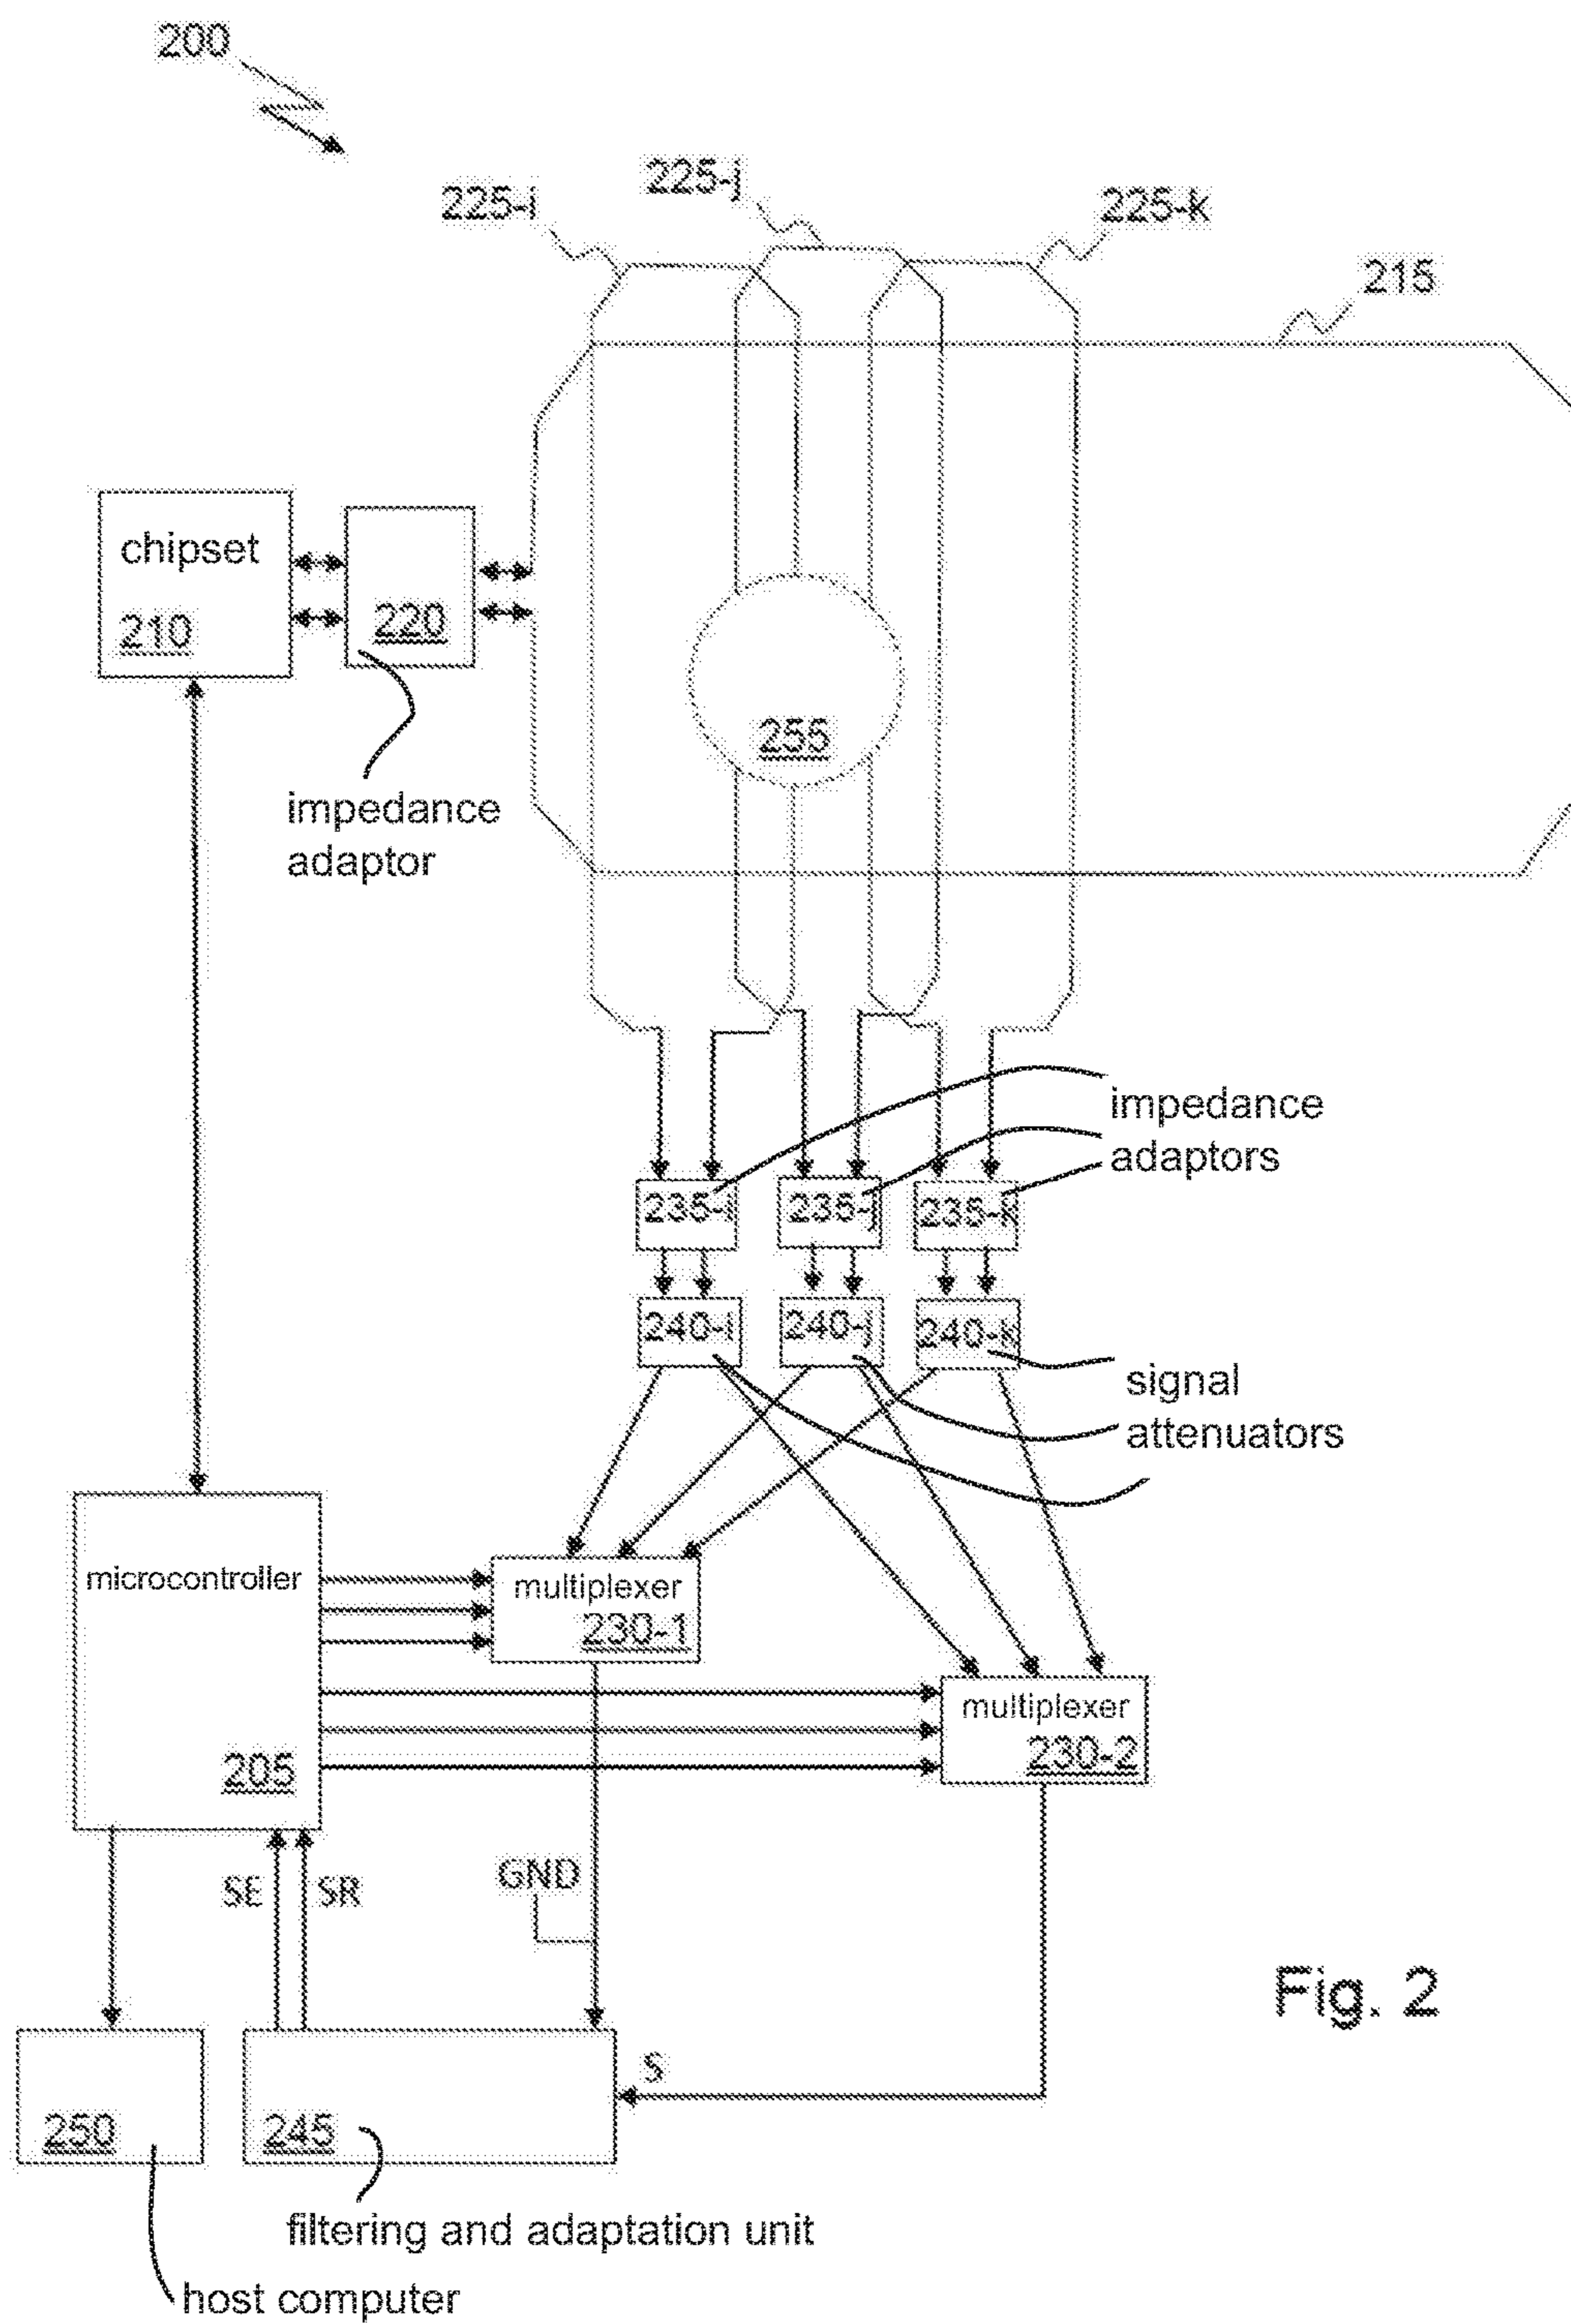 200
225-j
225-i
225-k
215
chipset
210
220
255
impedance
adaptor
impedance
adaptors
235-i
235-j
235-k
240-i
240-j
240-k
signal
attenuators
microcontroller
205
multiplexer
230-1
multiplexer
230-2
SE
SR
GND
S
Fig. 2
250
245
filtering and adaptation unit
host computer